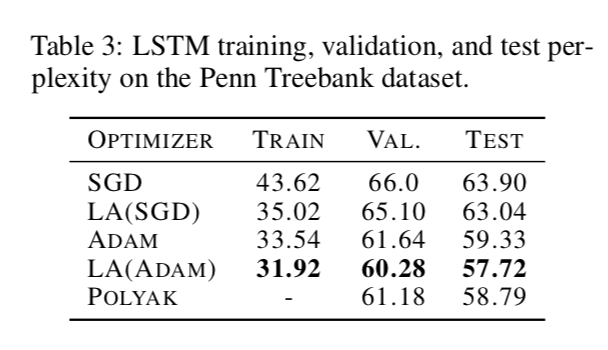 Table 3: LSTM training, validation, and test per-
plexity on the Penn Treebank dataset.
OPTIMIZER TRAIN VAL. TEST
SGD 43.62 66.0 63.90
LA(SGD) 35.02 65.10 63.04
ADAM 33.54 61.64 59.33
LA(ADAM) 31.92 60.28 57.72
POLYAK - 61.18 58.79